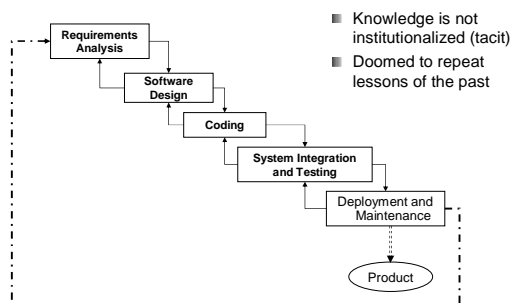 Knowledge is not
institutionalized (tacit)
Doomed to repeat
lessons of the past
Requirements
Analysis
Software
Design
Coding
System Integration
and Testing
Deployment and
Maintenance
Product